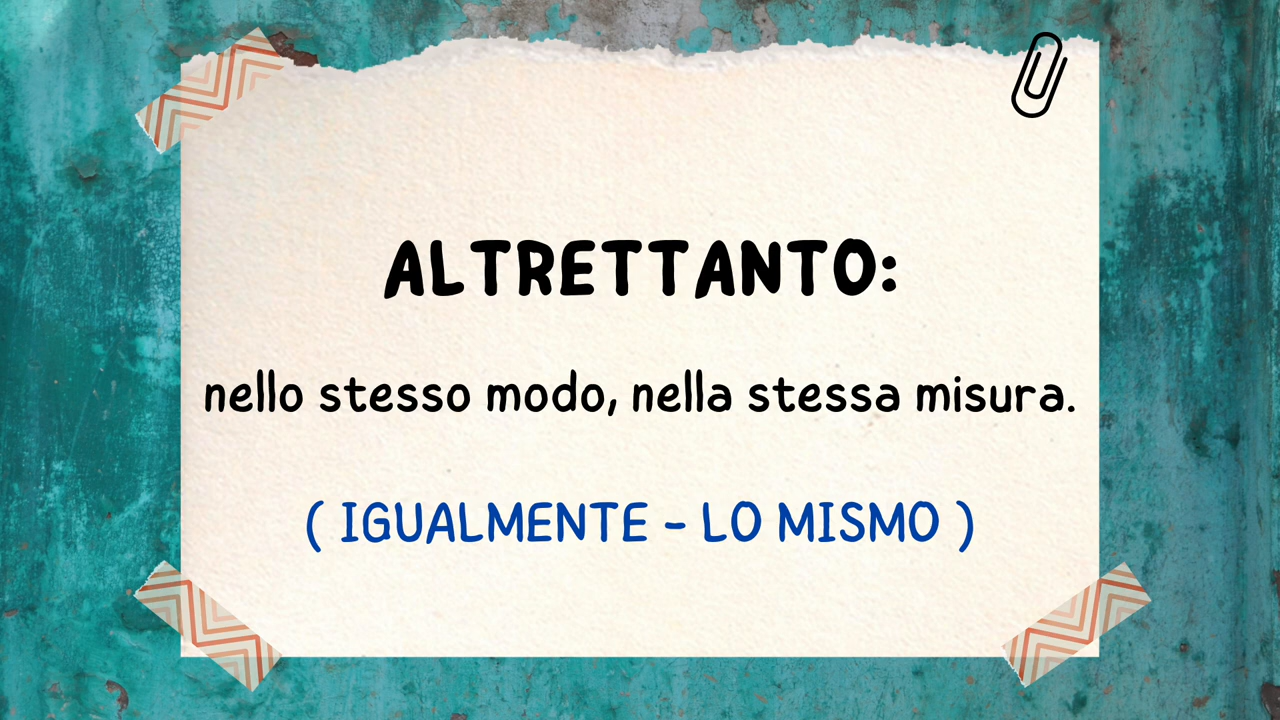 ALTRETTANTO:
nello stesso modo, nella stessa misura.
( IGUALMENTE - LO MISMO )